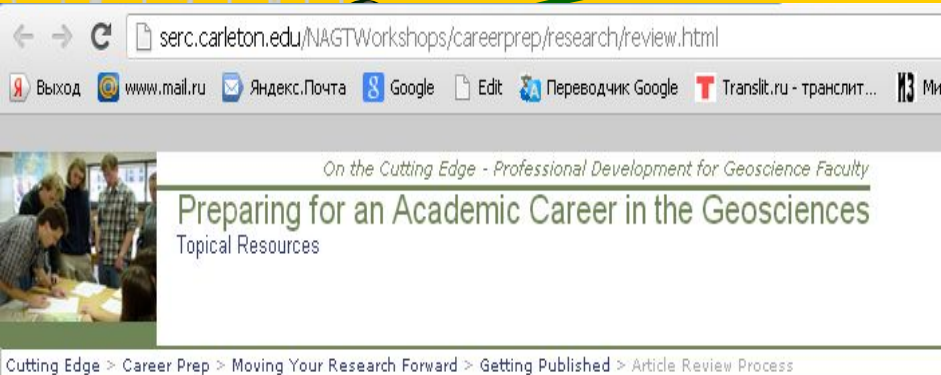 serc.carleton.edu/NAGTWorkshops/careerprep/research/review.html
Выход www.mail.ru Яндекс.Почта Google Edit Переводчик Google Translit.ru - транслит... Ми
On the Cutting Edge - Professional Development for Geoscience Faculty
Preparing for an Academic Career in the Geosciences
Topical Resources
Cutting Edge > Career Prep > Moving Your Research Forward > Getting Published > Article Review Process